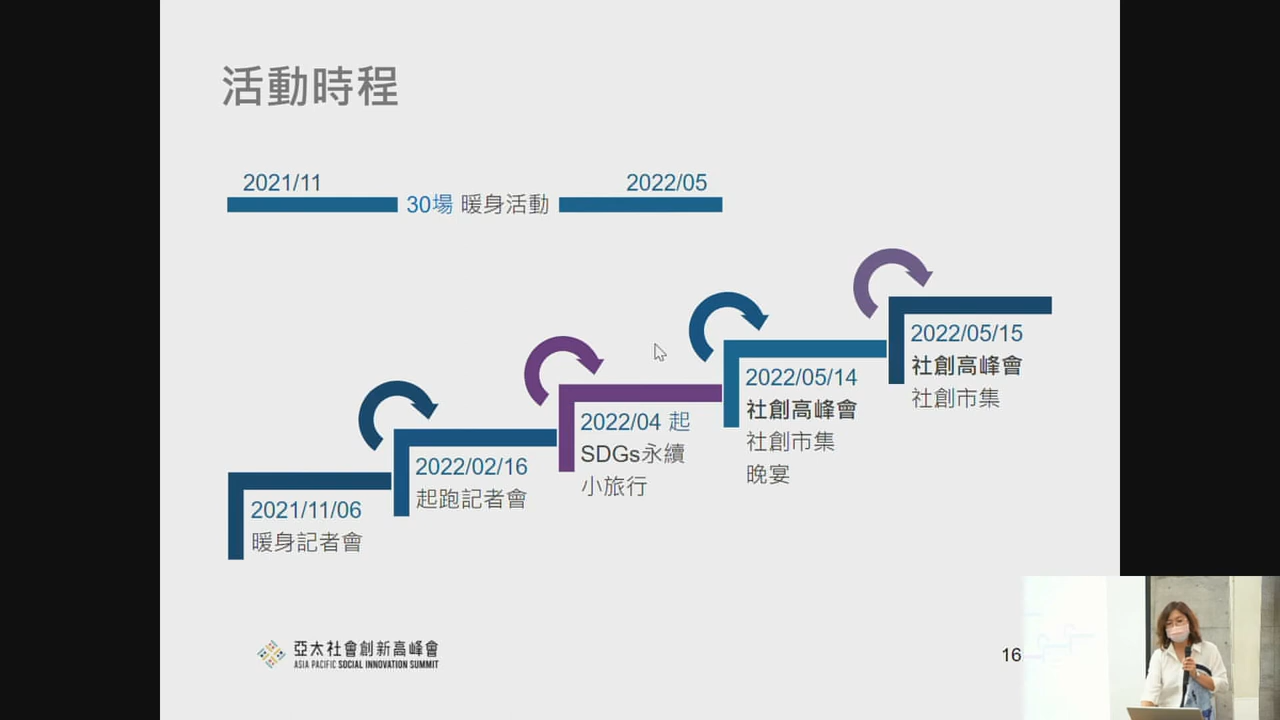 活動時程
2021/11
30場 暖身活動
2022/05
2021/11/06
暖身記者會
2022/02/16
起跑記者會
2022/04 起
SDGs永續
小旅行
2022/05/14
社創高峰會
社創市集
晚宴
2022/05/15
社創高峰會
社創市集
亞太社會創新高峰會
ASIA PACIFIC SOCIAL INNOVATION SUMMIT
16